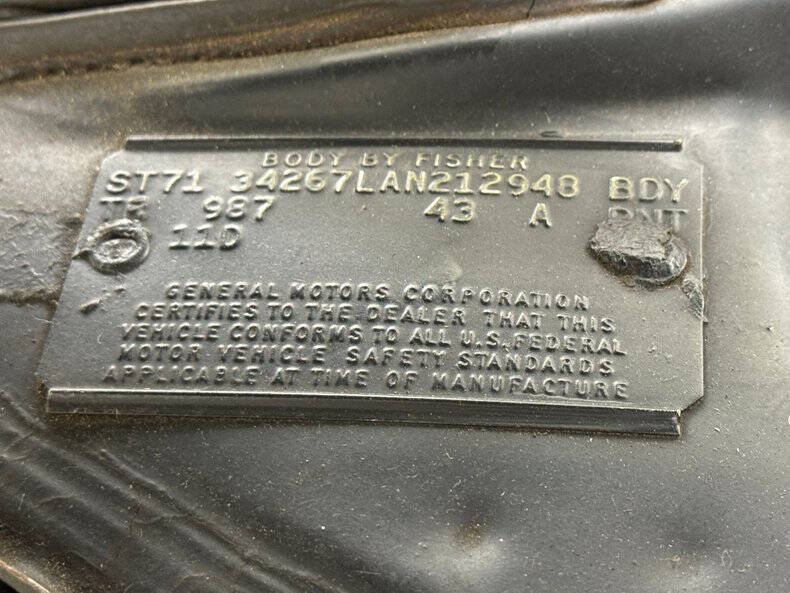 BODY BY FISHER
ST71 34267LAN212948 BDY
TR 987 43 A PNT
11D
GENERAL MOTORS CORPORATION
CERTIFIES TO THE DEALER THAT THIS
VEHICLE CONFORMS TO ALL U.S. FEDERAL
MOTOR VEHICLE SAFETY STANDARDS
APPLICABLE AT TIME OF MANUFACTURE